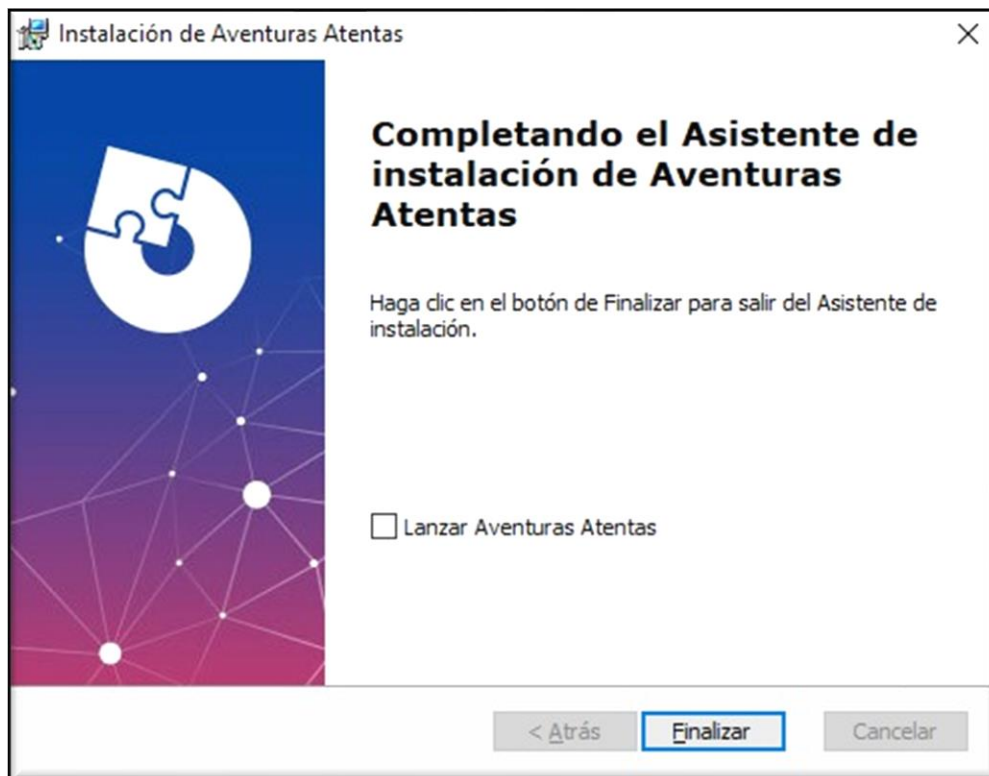 Instalación de Aventuras Atentas
Completando el Asistente de
instalación de Aventuras
Atentas
Haga clic en el botón de Finalizar para salir del Asistente de
instalación.
Lanzar Aventuras Atentas
< Atrás
Finalizar
Cancelar